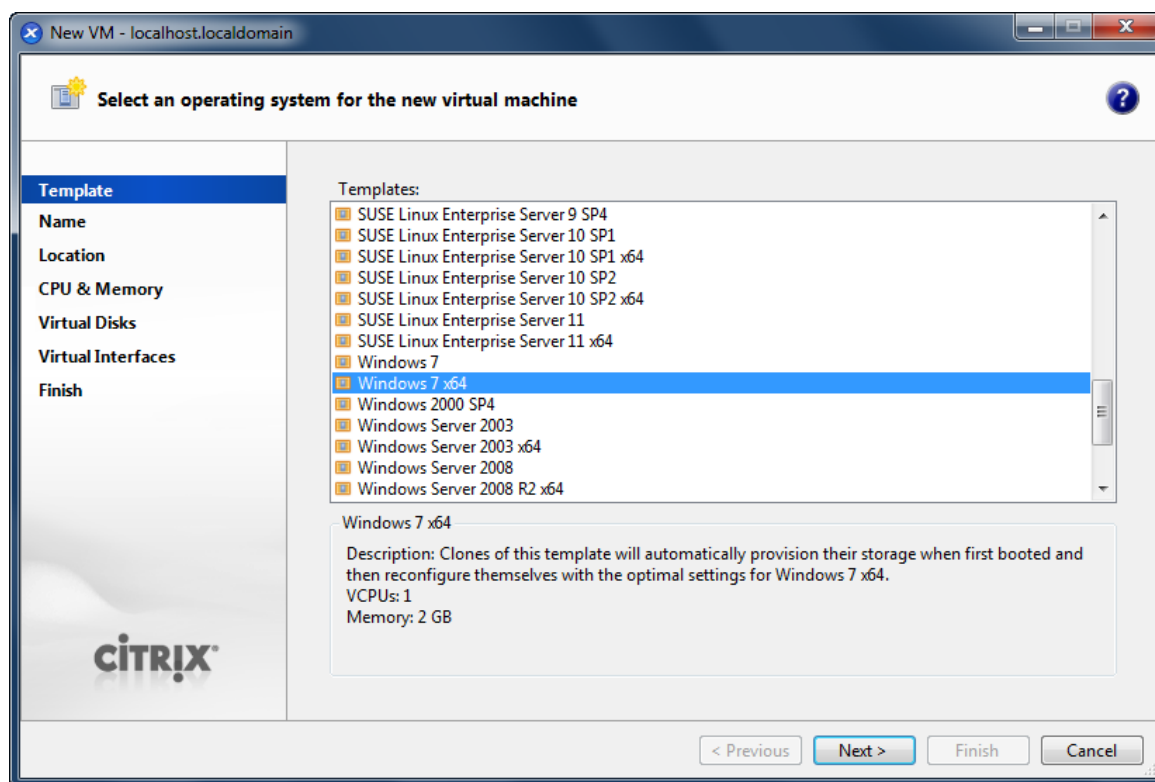 New VM - localhost.localdomain
Select an operating system for the new virtual machine
?
Template
Name
Location
CPU & Memory
Virtual Disks
Virtual Interfaces
Finish
CITRIX
Templates:
SUSE Linux Enterprise Server 9 SP4
SUSE Linux Enterprise Server 10 SP1
SUSE Linux Enterprise Server 10 SP1 x64
SUSE Linux Enterprise Server 10 SP2
SUSE Linux Enterprise Server 10 SP2 x64
SUSE Linux Enterprise Server 11
SUSE Linux Enterprise Server 11 x64
Windows 7
Windows 7 x64
Windows 2000 SP4
Windows Server 2003
Windows Server 2003 x64
Windows Server 2008
Windows Server 2008 R2 x64
Windows 7 x64
Description: Clones of this template will automatically provision their storage when first booted and
then reconfigure themselves with the optimal settings for Windows 7 x64.
VCPUs: 1
Memory: 2 GB
< Previous
Next >
Finish
Cancel